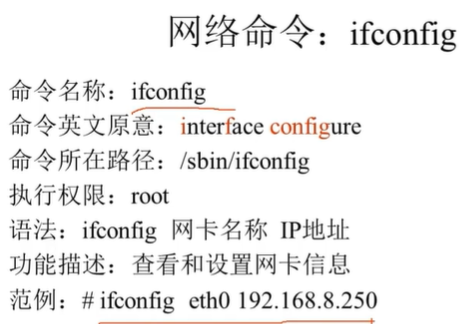 网络命令：ifconfig
命令名称：ifconfig
命令英文原意：interface configure
命令所在路径：/sbin/ifconfig
执行权限：root
语法：ifconfig 网卡名称 IP地址
功能描述：查看和设置网卡信息
范例：# ifconfig eth0 192.168.8.250